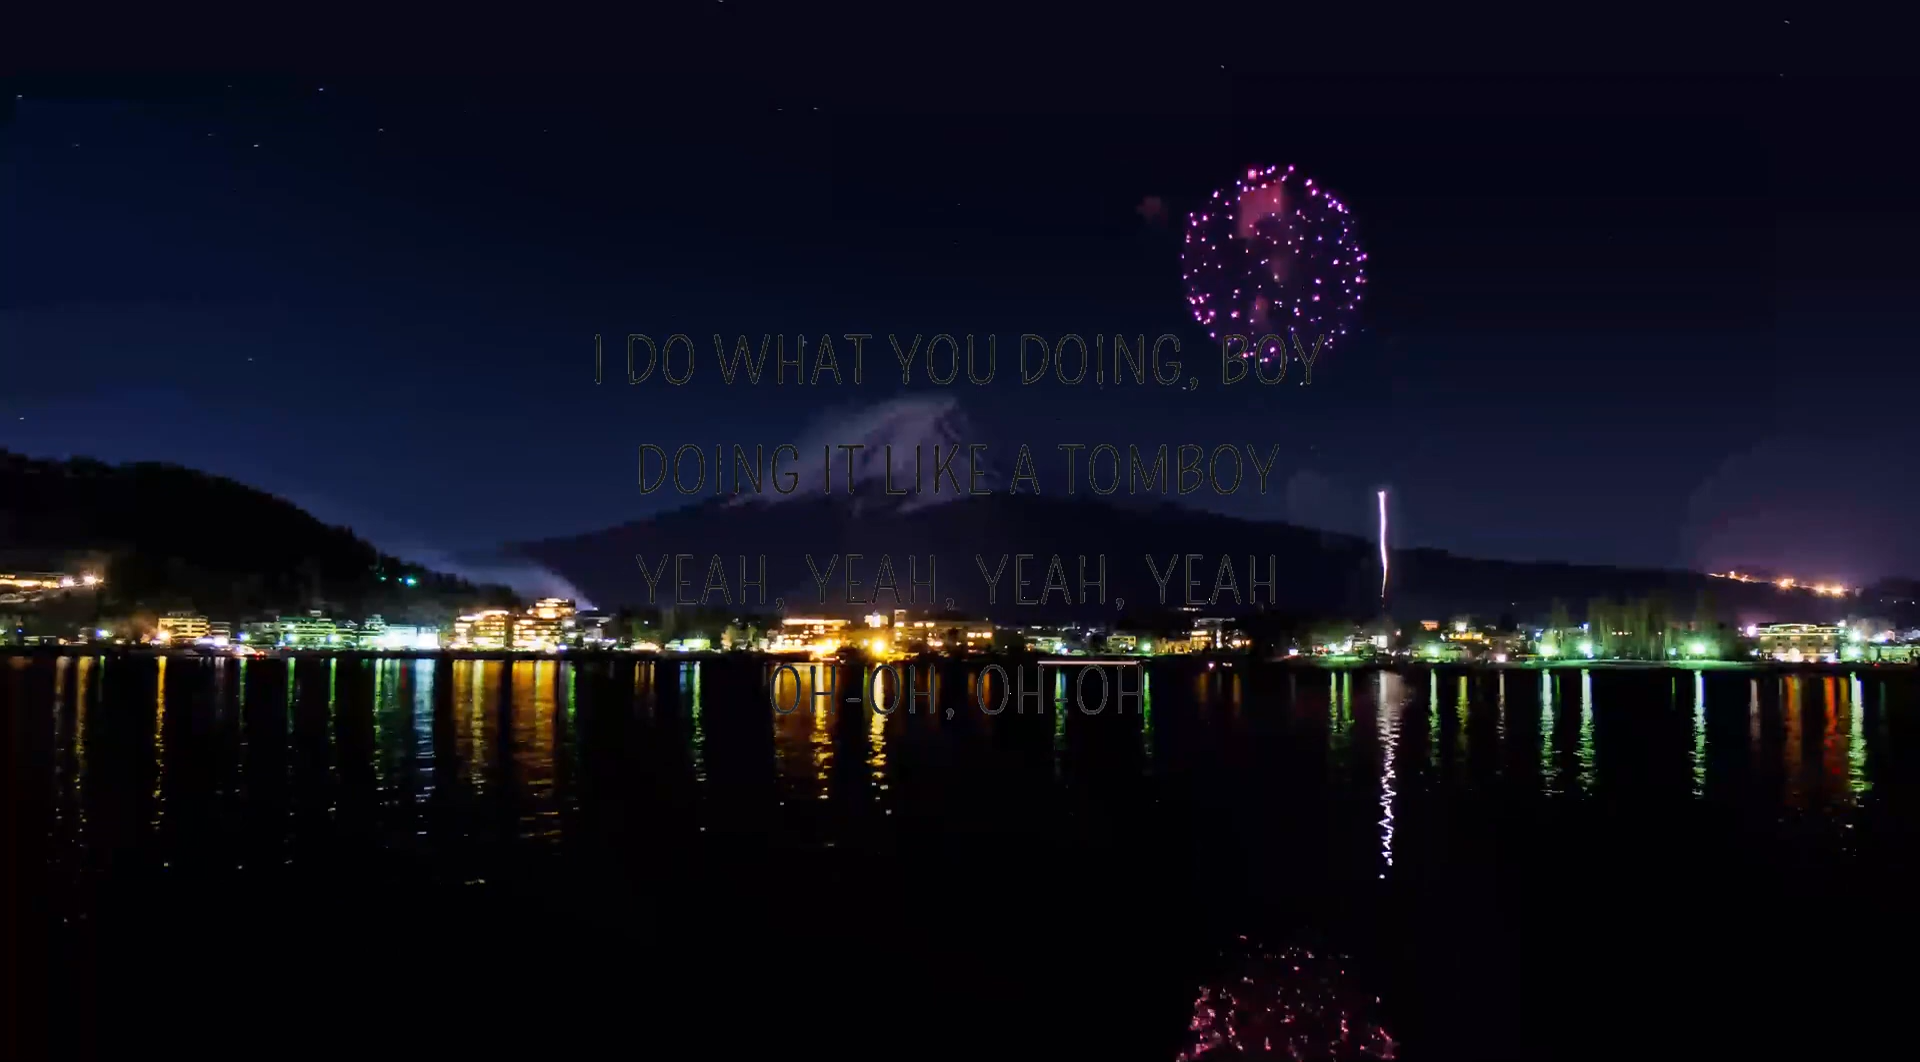 I DO WHAT YOU DOING, BOY
DOING IT LIKE A TOMBOY
YEAH, YEAH, YEAH, YEAH
OH-OH, OH-OH